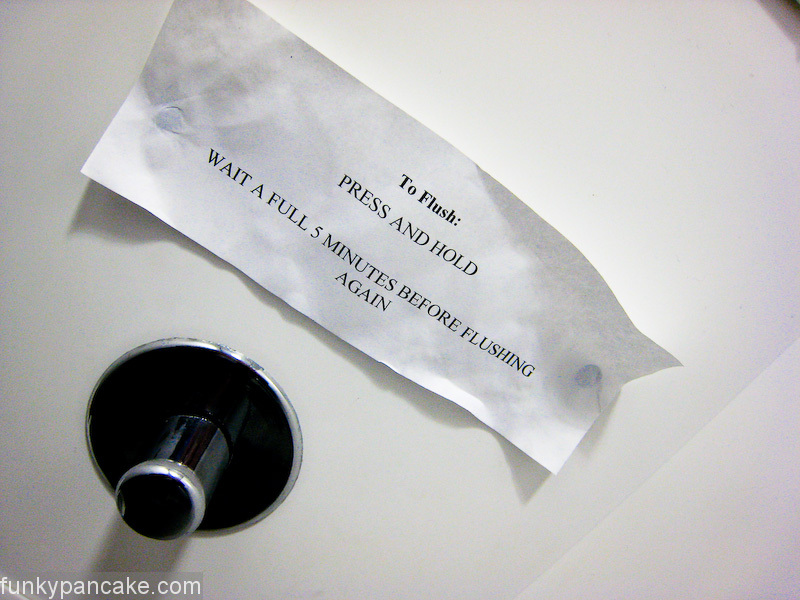 To Flush:
PRESS AND HOLD
WAIT A FULL 5 MINUTES BEFORE FLUSHING
AGAIN
funkypancake.com